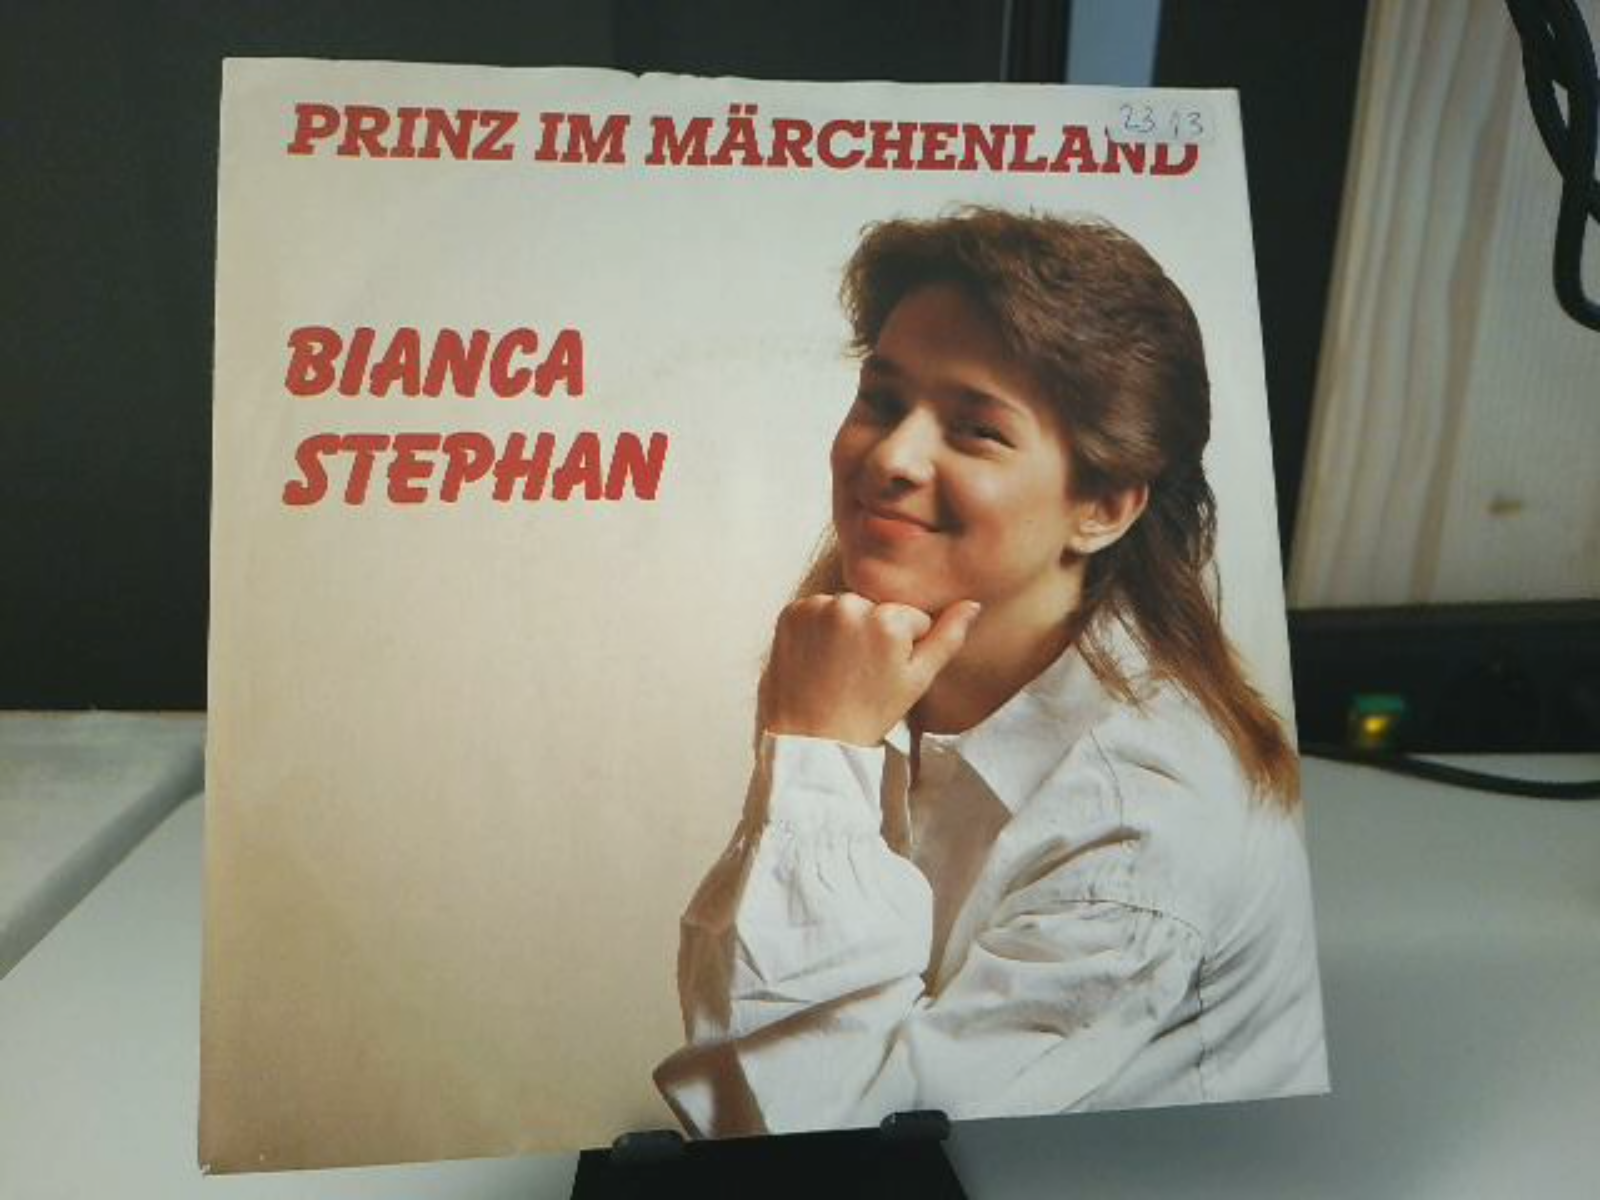 PRINZ IM MÄRCHENLAND
23 13
BIANCA
STEPHAN